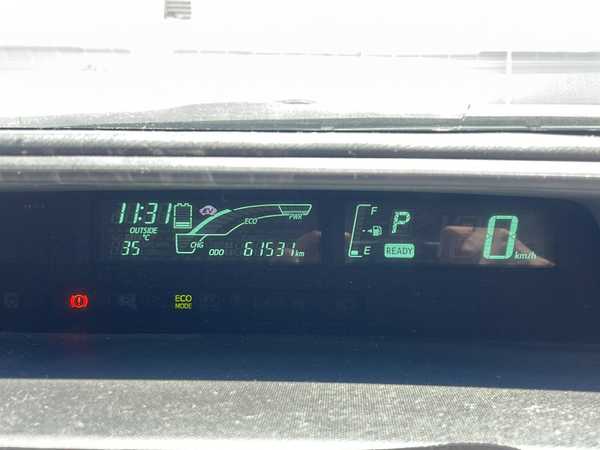 11:31
OUTSIDE
°C
35
ECO
PWR
CHG
ODO 61531 km
F
E
P
READY
0 km/h
ECO
MODE